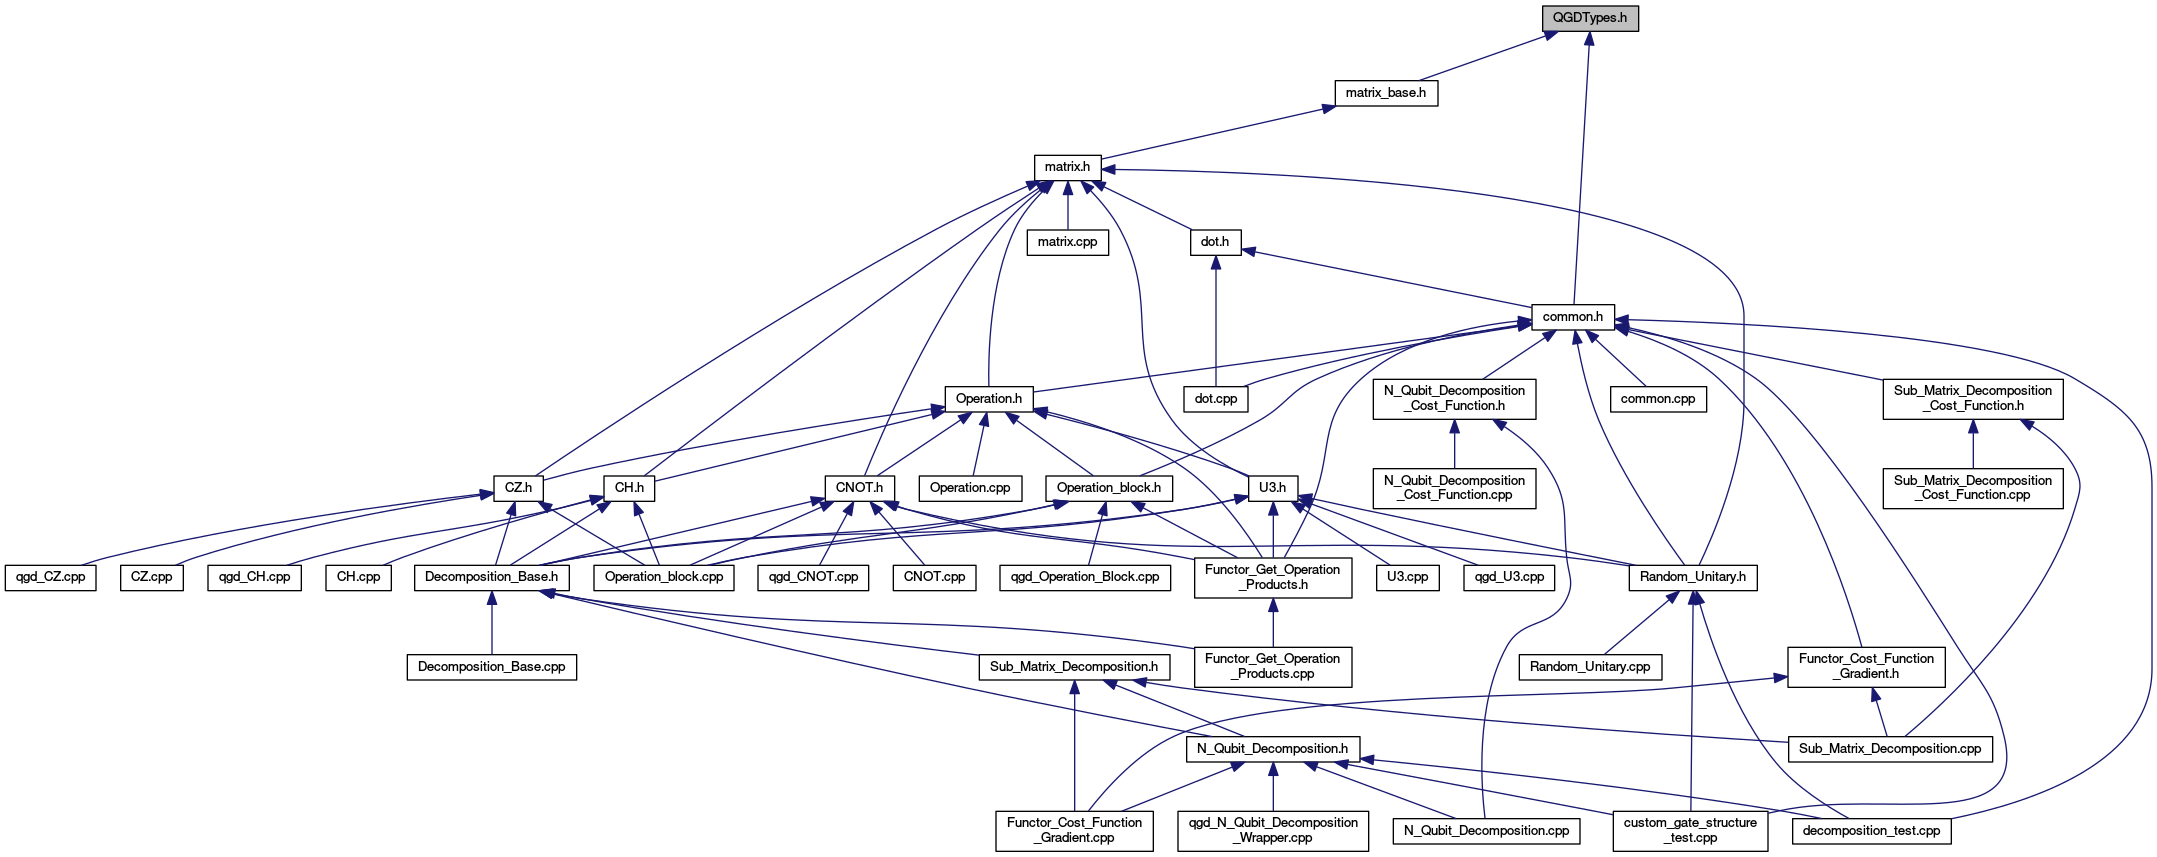 QGDTypes.h
matrix_base.h
matrix.h
matrix.cpp
dot.h
common.h
Operation.h
dot.cpp
N_Qubit_Decomposition
_Cost_Function.h
common.cpp
Sub_Matrix_Decomposition
_Cost_Function.h
CZ.h
CH.h
CNOT.h
Operation.cpp
Operation_block.h
U3.h
N_Qubit_Decomposition
_Cost_Function.cpp
Sub_Matrix_Decomposition
_Cost_Function.cpp
qgd_CZ.cpp
CZ.cpp
qgd_CH.cpp
CH.cpp
Decomposition_Base.h
Operation_block.cpp
qgd_CNOT.cpp
CNOT.cpp
qgd_Operation_Block.cpp
Functor_Get_Operation
_Products.h
U3.cpp
qgd_U3.cpp
Random_Unitary.h
Decomposition_Base.cpp
Sub_Matrix_Decomposition.h
Functor_Get_Operation
_Products.cpp
Random_Unitary.cpp
Functor_Cost_Function
_Gradient.h
N_Qubit_Decomposition.h
Sub_Matrix_Decomposition.cpp
Functor_Cost_Function
_Gradient.cpp
qgd_N_Qubit_Decomposition
_Wrapper.cpp
N_Qubit_Decomposition.cpp
custom_gate_structure
_test.cpp
decomposition_test.cpp